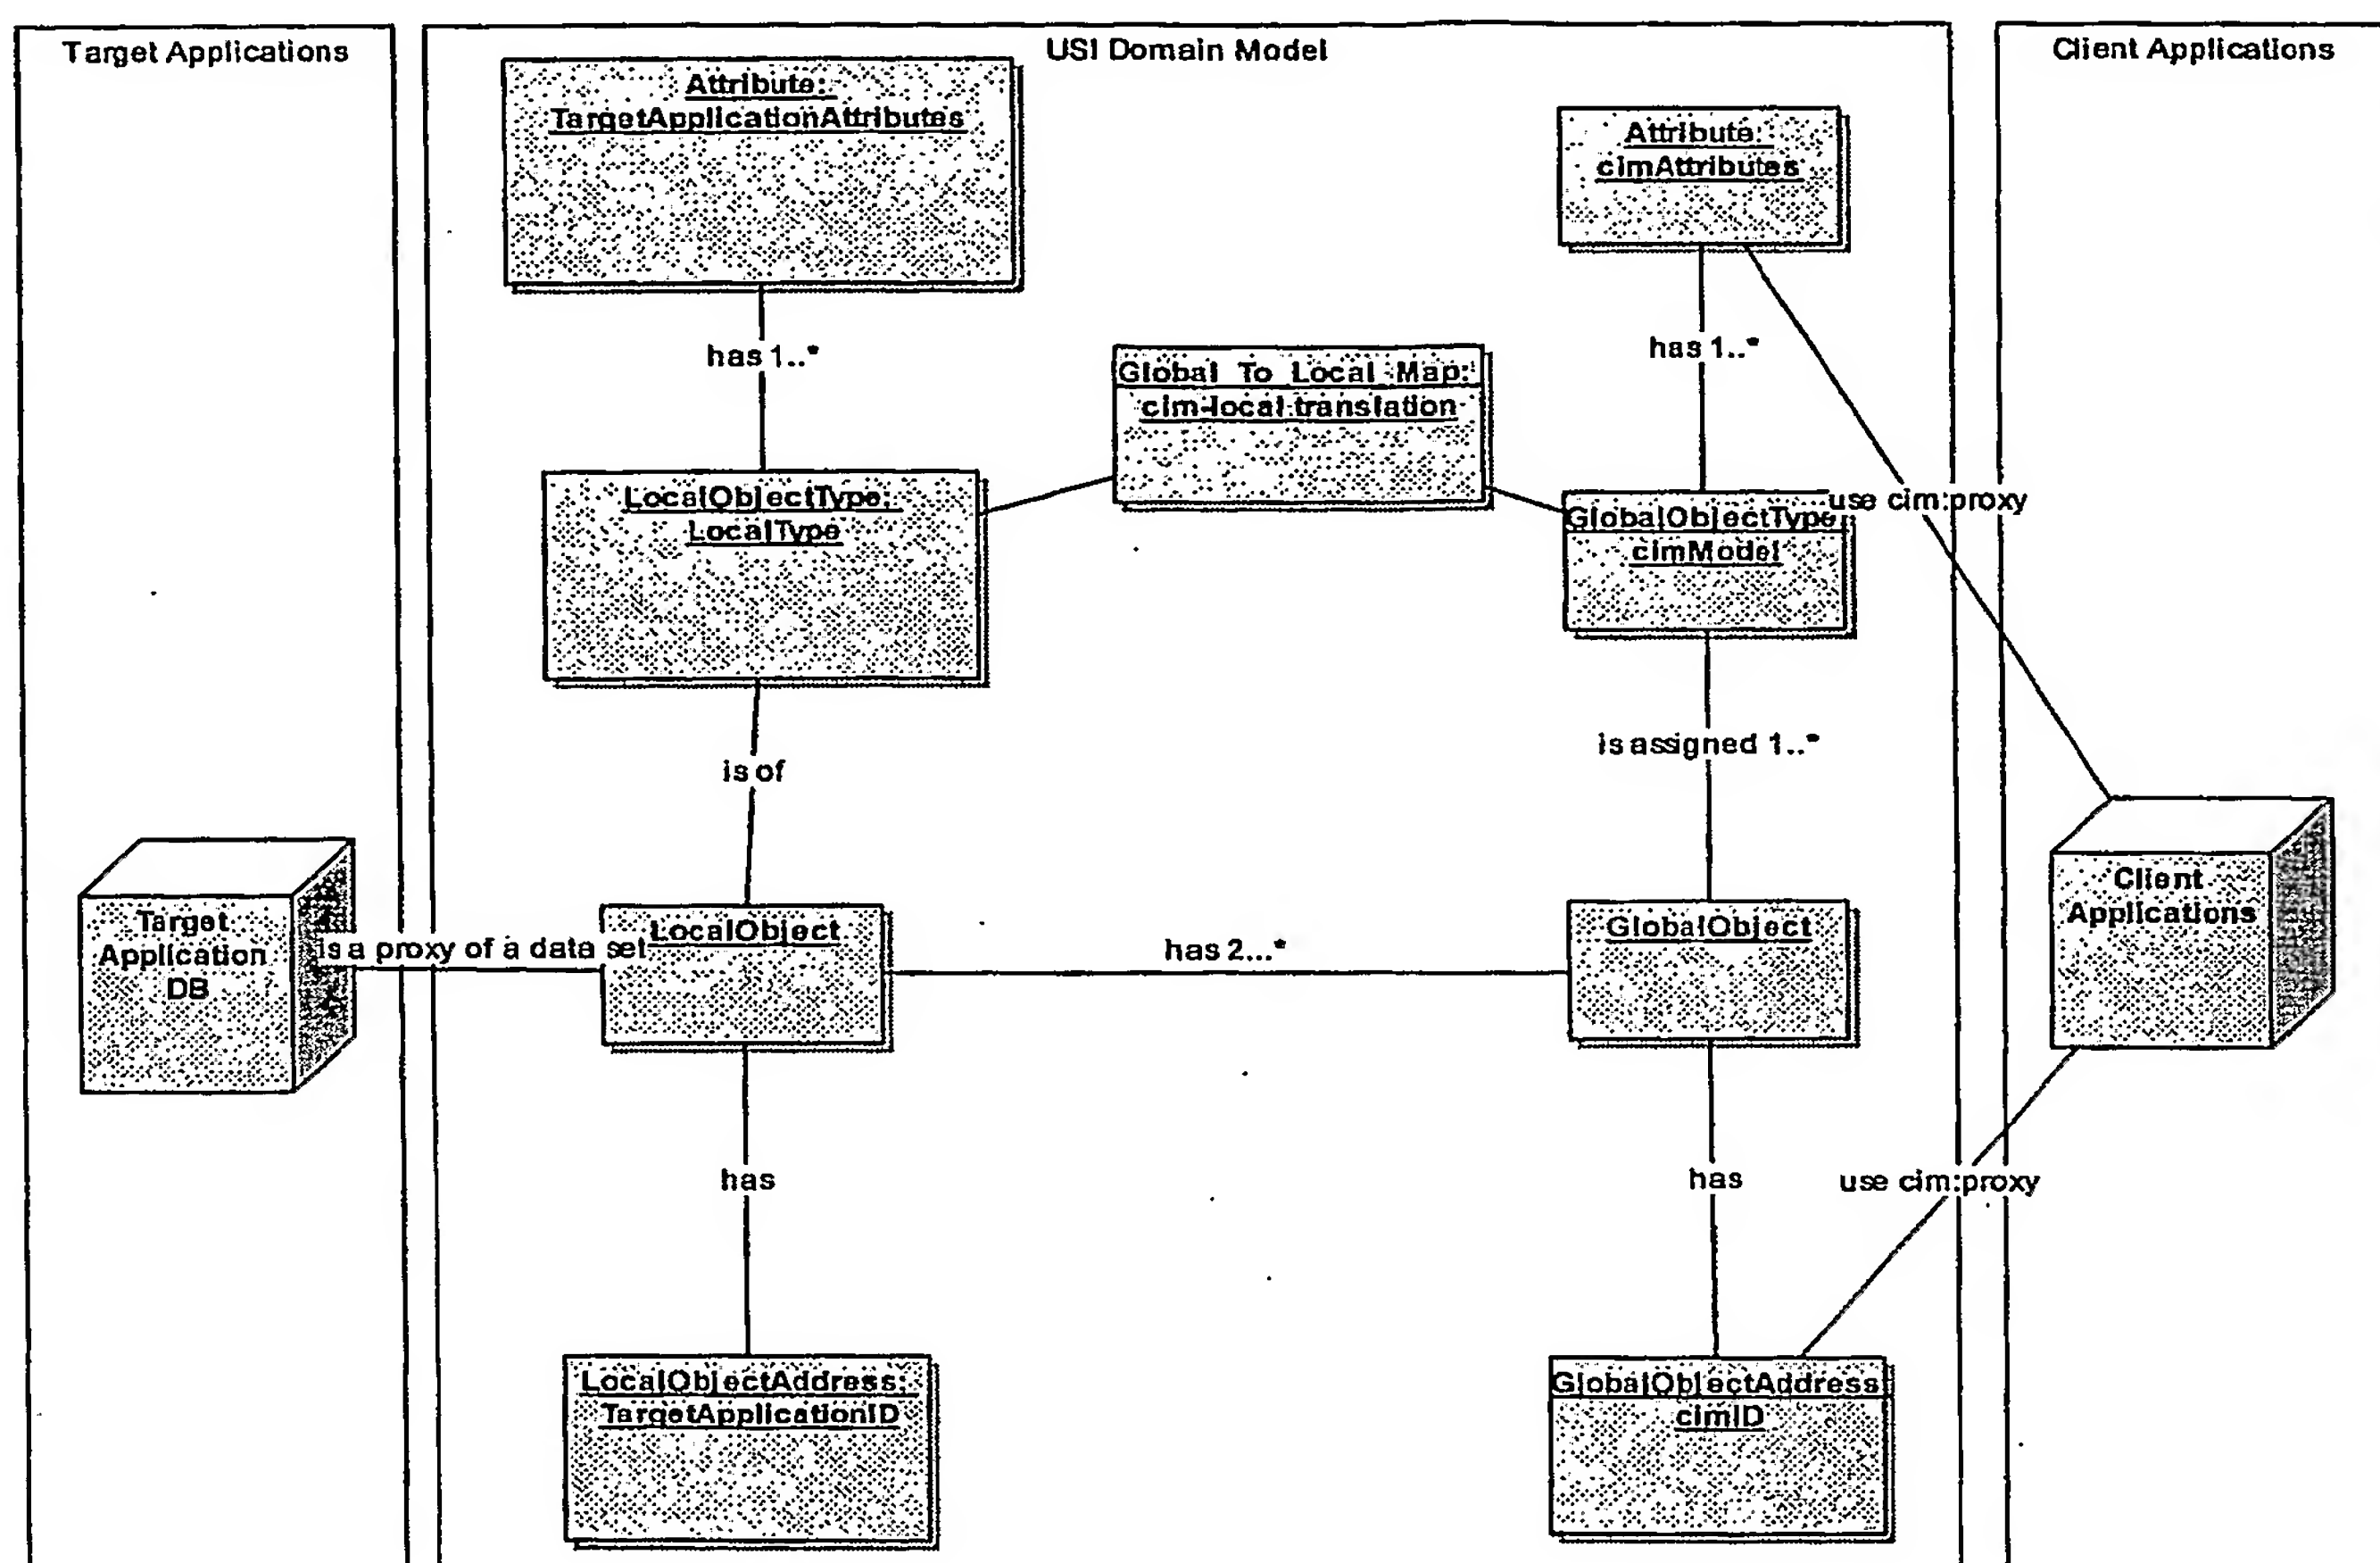 Target Applications
USI Domain Model
Client Applications
Attribute:
TargetApplicationAttributes
Attribute:
cimAttributes
has 1..*
has 1..*
Global To Local Map:
cim-local translation
LocalObjectType:
LocalType
GlobalObjectType:
cimModel
use cim:proxy
is of
is assigned 1..*
Target
Application
DB
is a proxy of a data set
LocalObject
has 2...*
GlobalObject
Client
Applications
has
has
use cim:proxy
LocalObjectAddress:
TargetApplicationID
GlobalObjectAddress:
cimID